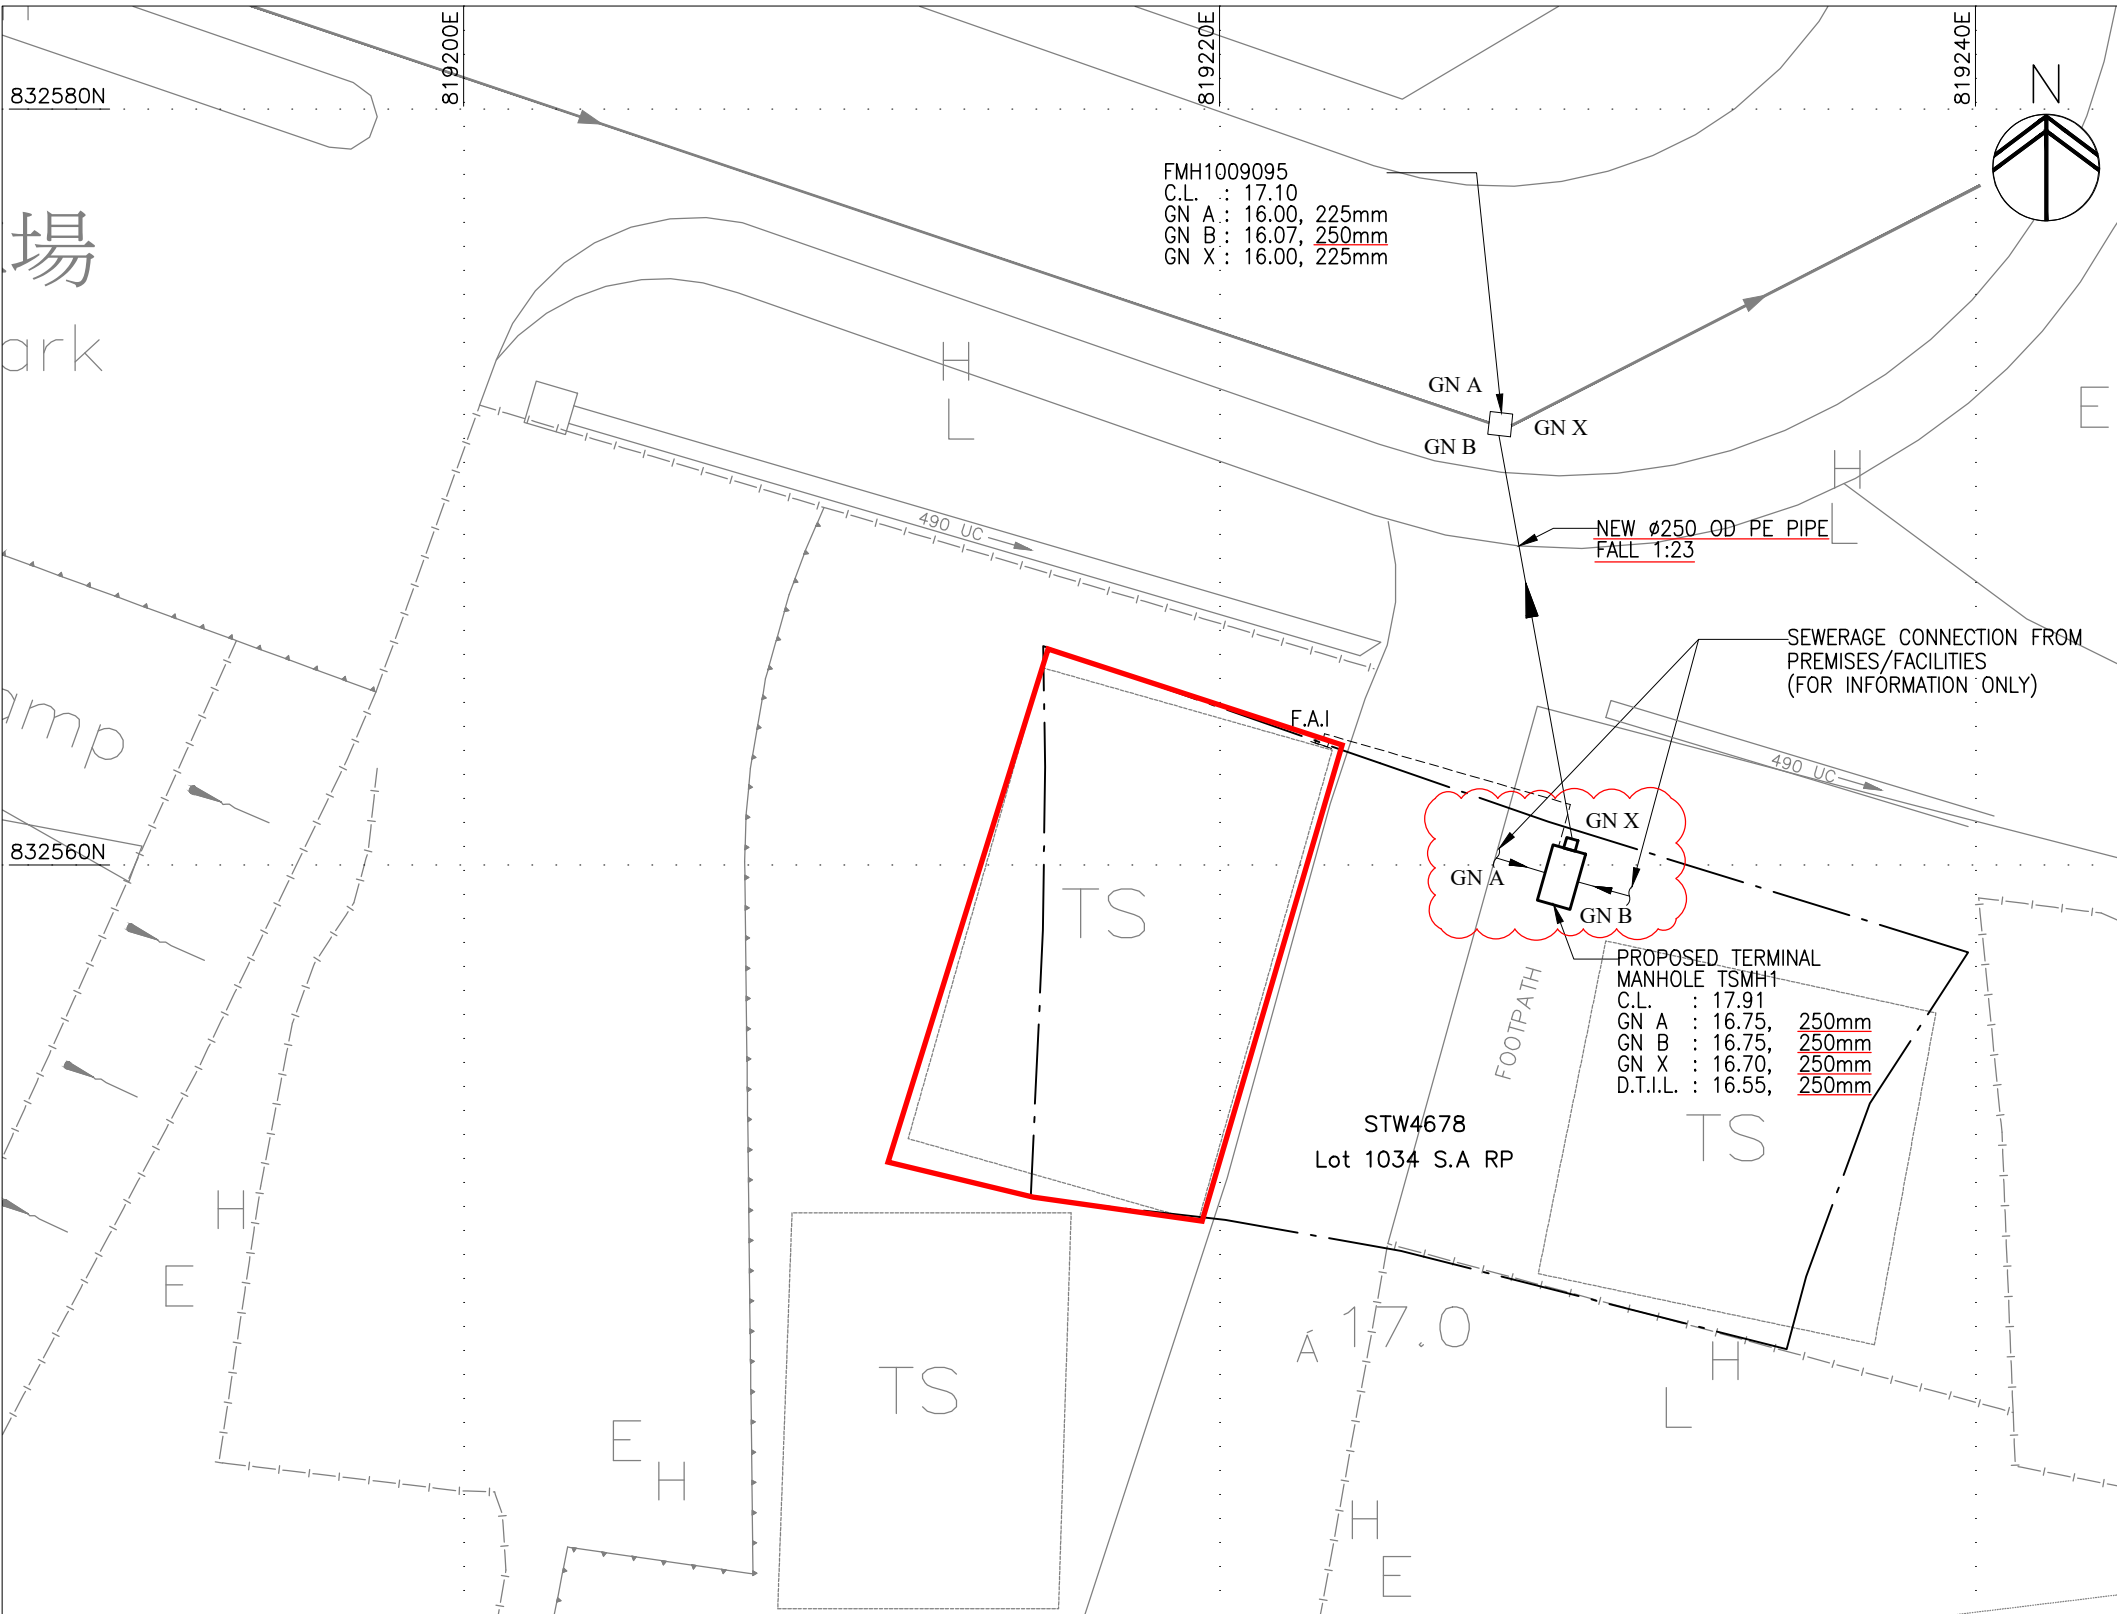 819200E
819220E
819240E
832580N
N
FMH1009095
C.L. : 17.10
GN A : 16.00, 225mm
GN B : 16.07, 250mm
GN X : 16.00, 225mm
場
ark
H
L
GN A
GN X
GN B
E
H
L
490 UC
NEW ø250 OD PE PIPE
FALL 1:23
SEWERAGE CONNECTION FROM
PREMISES/FACILITIES
(FOR INFORMATION ONLY)
amp
F.A.I
490 UC
832560N
GN X
GN A
GN B
TS
PROPOSED TERMINAL
MANHOLE TSMH1
C.L. : 17.91
GN A : 16.75, 250mm
GN B : 16.75, 250mm
GN X : 16.70, 250mm
D.T.I.L. : 16.55, 250mm
FOOTPATH
STW4678
Lot 1034 S.A RP
TS
H
E
Á 17.0
H
L
TS
E
H
H
E